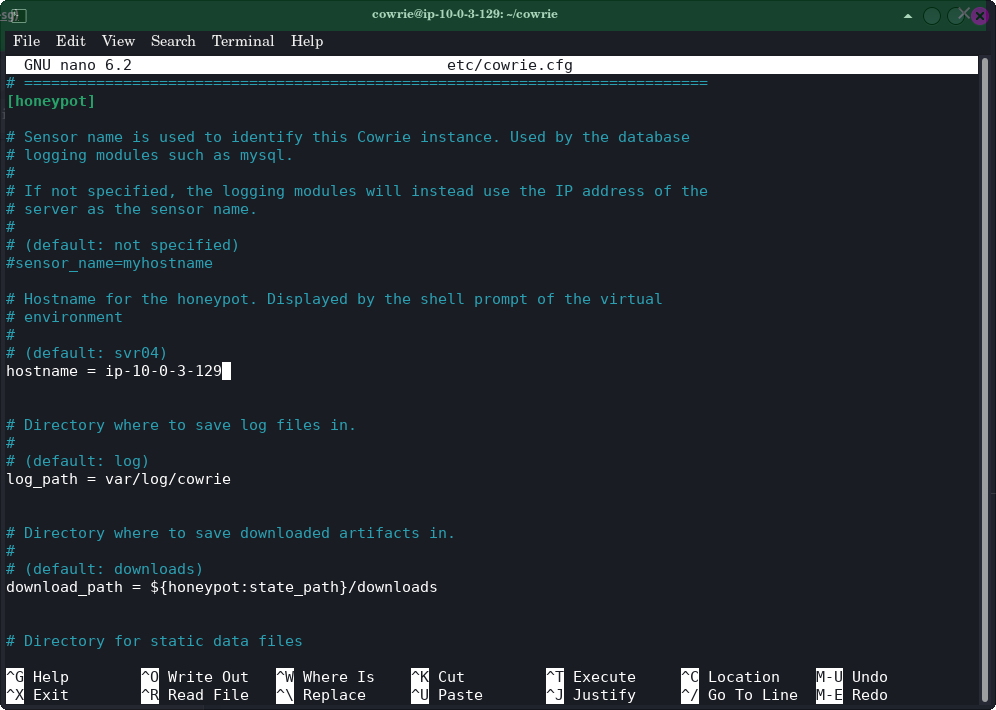 cowrie@ip-10-0-3-129: ~/cowrie
File Edit View Search Terminal Help
GNU nano 6.2 etc/cowrie.cfg
# ============================================================================
[honeypot]
# Sensor name is used to identify this Cowrie instance. Used by the database
# logging modules such as mysql.
#
# If not specified, the logging modules will instead use the IP address of the
# server as the sensor name.
#
# (default: not specified)
#sensor_name=myhostname
# Hostname for the honeypot. Displayed by the shell prompt of the virtual
# environment
#
# (default: svr04)
hostname = ip-10-0-3-129
# Directory where to save log files in.
#
# (default: log)
log_path = var/log/cowrie
# Directory where to save downloaded artifacts in.
#
# (default: downloads)
download_path = ${honeypot:state_path}/downloads
# Directory for static data files
^G Help ^O Write Out ^W Where Is ^K Cut ^T Execute ^C Location M-U Undo
^X Exit ^R Read File ^\ Replace ^U Paste ^J Justify ^/ Go To Line M-E Redo